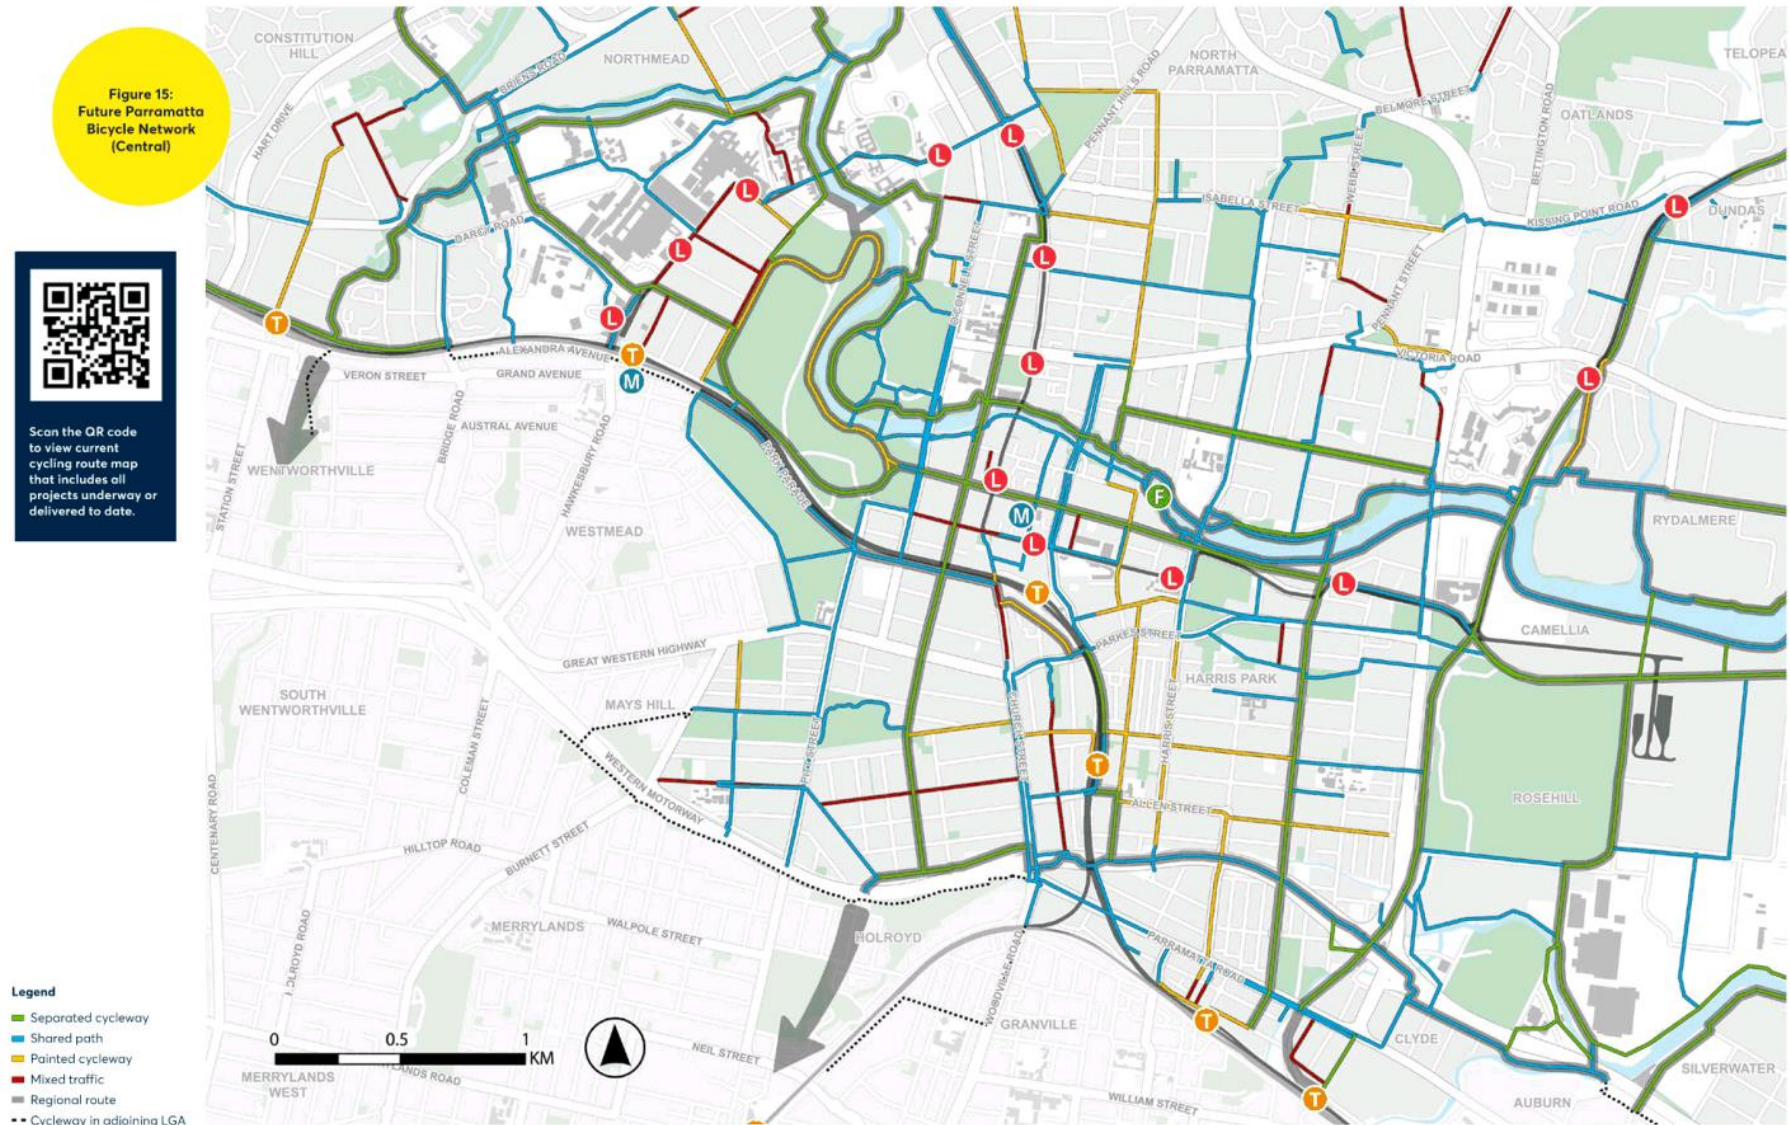 Figure 15:
Future Parramatta
Bicycle Network
(Central)
Scan the QR code
to view current
cycling route map
that includes all
projects underway or
delivered to date.
CONSTITUTION
HILL
NORTHMEAD
NORTH
PARRAMATTA
TELOPEA
BRIENS ROAD
HART DRIVE
PENNANT HILLS ROAD
BELMORE STREET
BETTINGTON ROAD
OATLANDS
WEBB STREET
ISABELLA STREET
KISSING POINT ROAD
DUNDAS
DARCY ROAD
O'CONNELL STREET
PENNANT STREET
VICTORIA ROAD
L
L
L
L
L
L
L
L
L
T
ALEXANDRA AVENUE
T
M
VERON STREET
GRAND AVENUE
BRIDGE ROAD
AUSTRAL AVENUE
HAWKESBURY ROAD
WENTWORTHVILLE
STATION STREET
WESTMEAD
PARK PARADE
L
M
L
F
L
L
T
RYDALMERE
CAMELLIA
PARKES STREET
GREAT WESTERN HIGHWAY
HARRIS PARK
SOUTH
WENTWORTHVILLE
MAYS HILL
COLEMAN STREET
PITT STREET
CHURCH STREET
HARRIS STREET
T
WESTERN MOTORWAY
ALLEN STREET
ROSEHILL
CENTENARY ROAD
HILLTOP ROAD
BURNETT STREET
MERRYLANDS
WALPOLE STREET
HOLROYD
PARRAMATTA ROAD
WOODVILLE ROAD
GRANVILLE
T
CLYDE
NEIL STREET
SILVERWATER
MERRYLANDS
WEST
WILLIAM STREET
T
AUBURN
0
0.5
1
KM
Legend
Separated cycleway
Shared path
Painted cycleway
Mixed traffic
Regional route
Cycleway in adjoining LGA